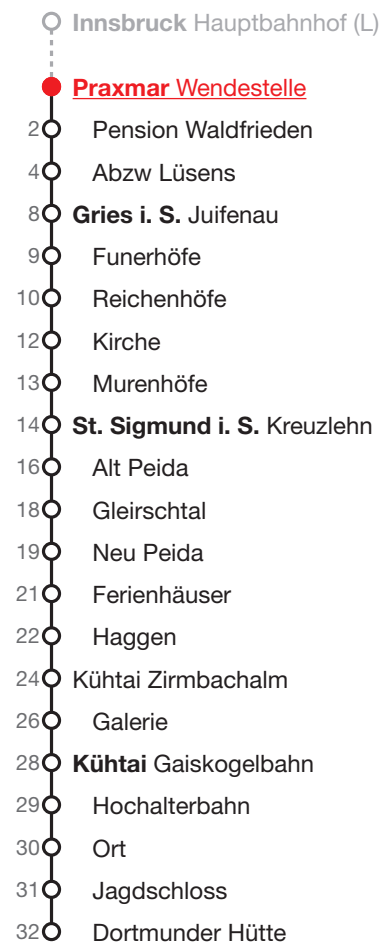 Innsbruck Hauptbahnhof (L)
Praxmar Wendestelle
2 Pension Waldfrieden
4 Abzw Lüsens
8 Gries i. S. Juifenau
9 Funerhöfe
10 Reichenhöfe
12 Kirche
13 Murenhöfe
14 St. Sigmund i. S. Kreuzlehn
16 Alt Peida
18 Gleirschtal
19 Neu Peida
21 Ferienhäuser
22 Haggen
24 Kühtai Zirmbachalm
26 Galerie
28 Kühtai Gaiskogelbahn
29 Hochalterbahn
30 Ort
31 Jagdschloss
32 Dortmunder Hütte